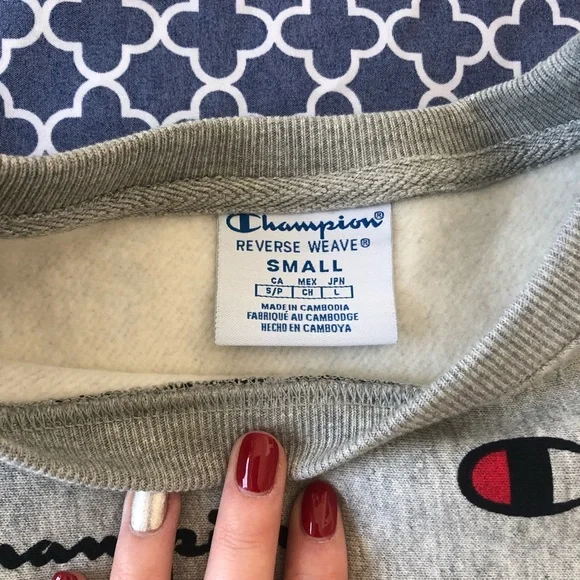 Champion®
REVERSE WEAVE®
SMALL
CA MEX JPN
S/P CH L
MADE IN CAMBODIA
FABRIQUÉ AU CAMBODGE
HECHO EN CAMBOYA